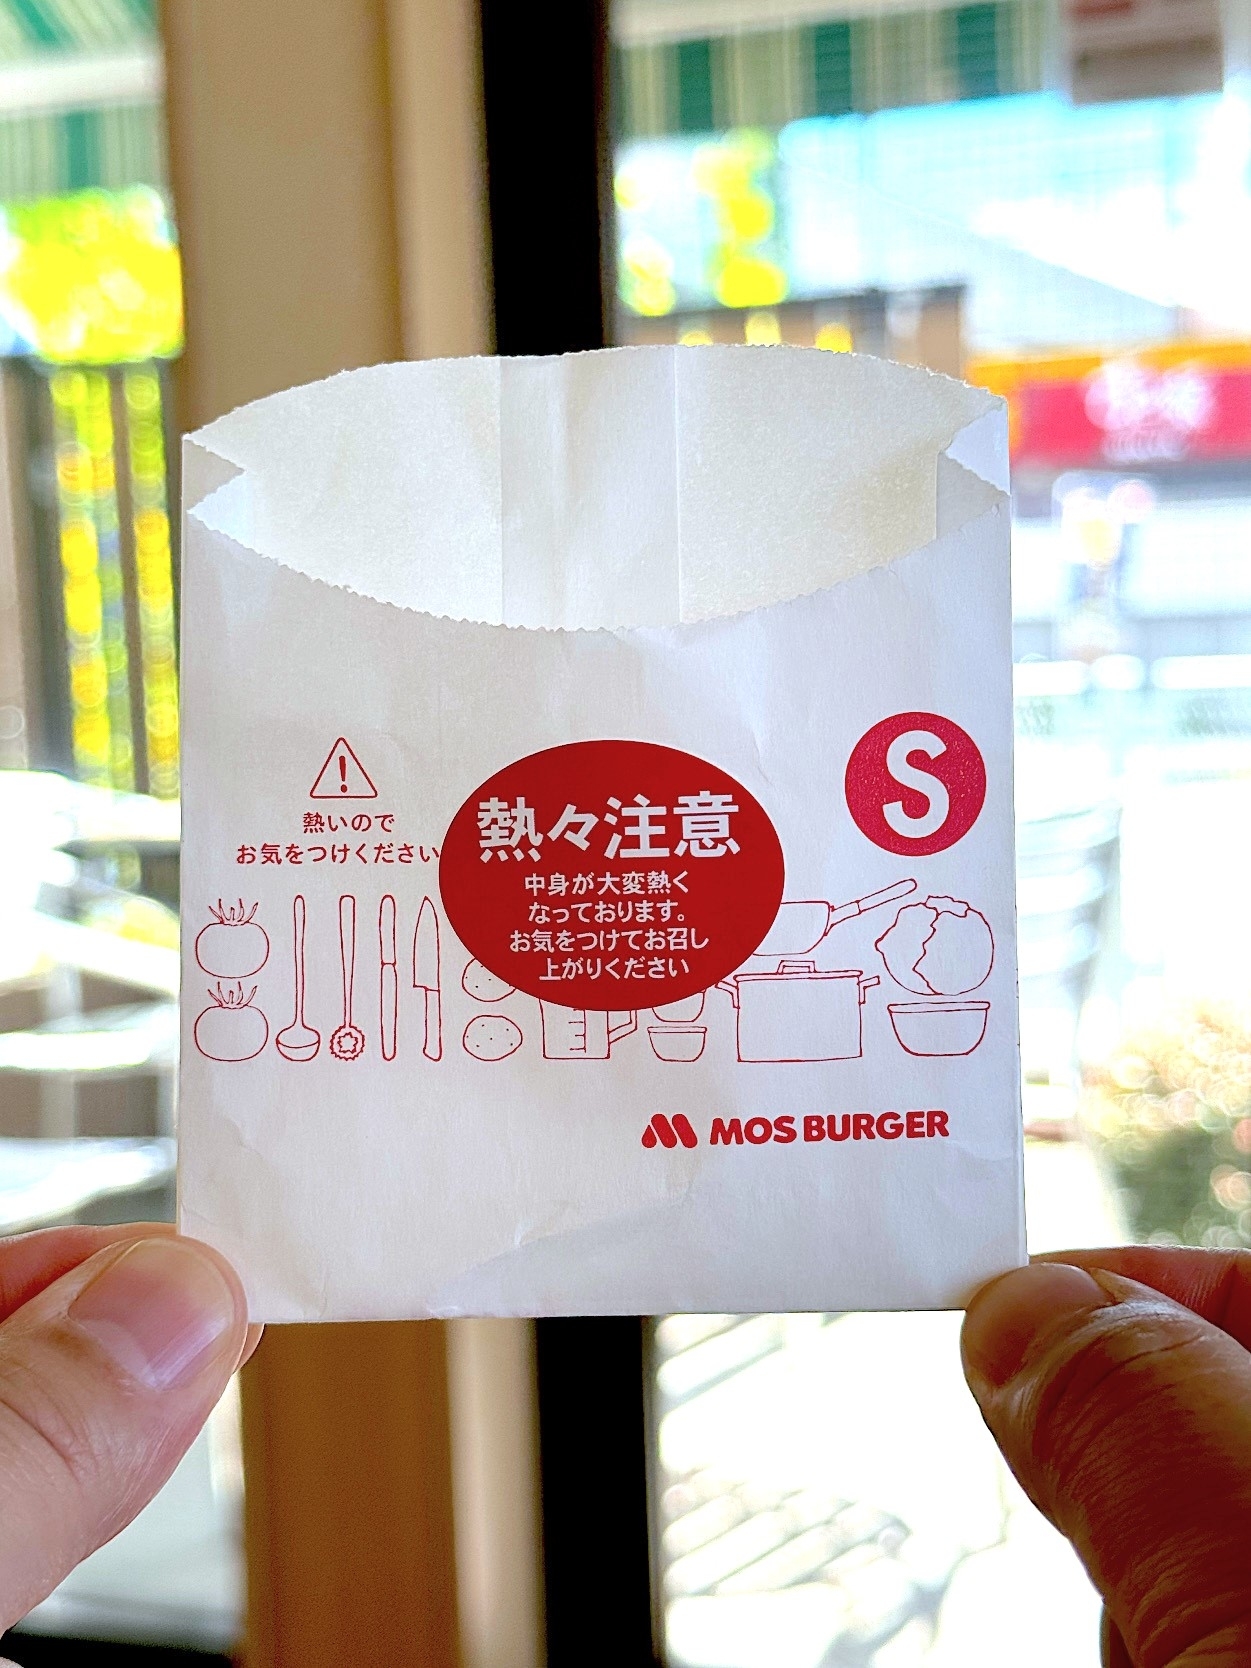 熱いので
お気をつけください
熱々注意
中身が大変熱く
なっております。
お気をつけてお召し
上がりください
S
MOS BURGER